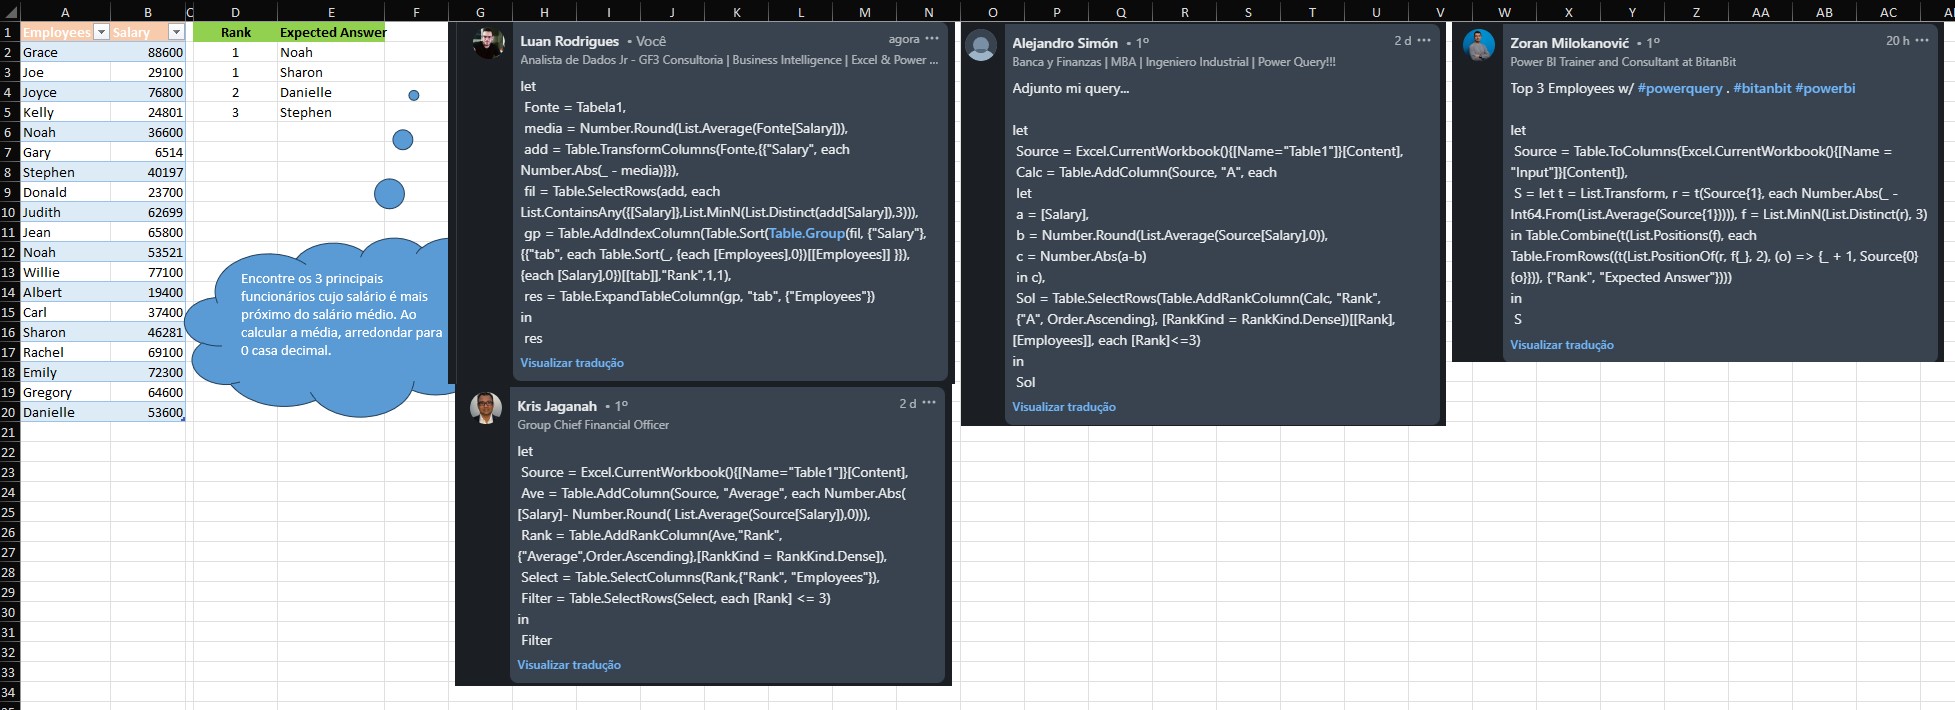 A B C D E F G H I J K L M N O P Q R S T U V W X Y Z AA AB AC
1 Employees Salary Rank Expected Answer
2 Grace 88600 1 Noah
3 Joe 29100 1 Sharon
4 Joyce 76800 2 Danielle
5 Kelly 24801 3 Stephen
6 Noah 36600
7 Gary 6514
8 Stephen 40197
9 Donald 23700
10 Judith 62699
11 Jean 65800
12 Noah 53521
13 Willie 77100
14 Albert 19400
15 Carl 37400
16 Sharon 46281
17 Rachel 69100
18 Emily 72300
19 Gregory 64600
20 Danielle 53600
21
22
23
24
25
26
27
28
29
30
31
32
33
34
Encontre os 3 principais
funcionários cujo salário é mais
próximo do salário médio. Ao
calcular a média, arredondar para
0 casa decimal.
Luan Rodrigues • Você agora •••
Analista de Dados Jr - GF3 Consultoria | Business Intelligence | Excel & Power ...
let
Fonte = Tabela1,
media = Number.Round(List.Average(Fonte[Salary])),
add = Table.TransformColumns(Fonte,{{"Salary", each
Number.Abs(_ - media)}}),
fil = Table.SelectRows(add, each
List.ContainsAny({[Salary]},List.MinN(List.Distinct(add[Salary]),3))),
gp = Table.AddIndexColumn(Table.Sort(Table.Group(fil, {"Salary"},
{{"tab", each Table.Sort(_, {each [Employees],0})[[Employees]] }}),
{each [Salary],0})[[tab]],"Rank",1,1),
res = Table.ExpandTableColumn(gp, "tab", {"Employees"})
in
res
Visualizar tradução
Kris Jaganah • 1º 2 d •••
Group Chief Financial Officer
let
Source = Excel.CurrentWorkbook(){[Name="Table1"]}[Content],
Ave = Table.AddColumn(Source, "Average", each Number.Abs(
[Salary]- Number.Round( List.Average(Source[Salary]),0))),
Rank = Table.AddRankColumn(Ave,"Rank",
{"Average",Order.Ascending},[RankKind = RankKind.Dense]),
Select = Table.SelectColumns(Rank,{"Rank", "Employees"}),
Filter = Table.SelectRows(Select, each [Rank] <= 3)
in
Filter
Visualizar tradução
Alejandro Simón • 1º 2 d •••
Banca y Finanzas | MBA | Ingeniero Industrial | Power Query!!!
Adjunto mi query...
let
Source = Excel.CurrentWorkbook(){[Name="Table1"]}[Content],
Calc = Table.AddColumn(Source, "A", each
let
a = [Salary],
b = Number.Round(List.Average(Source[Salary],0)),
c = Number.Abs(a-b)
in c),
Sol = Table.SelectRows(Table.AddRankColumn(Calc, "Rank",
{"A", Order.Ascending}, [RankKind = RankKind.Dense])[[Rank],
[Employees]], each [Rank]<=3)
in
Sol
Visualizar tradução
Zoran Milokanović • 1º 20 h •••
Power BI Trainer and Consultant at BitanBit
Top 3 Employees w/ #powerquery . #bitanbit #powerbi
let
Source = Table.ToColumns(Excel.CurrentWorkbook(){[Name =
"Input"]}[Content]),
S = let t = List.Transform, r = t(Source{1}, each Number.Abs(_ -
Int64.From(List.Average(Source{1})))), f = List.MinN(List.Distinct(r), 3)
in Table.Combine(t(List.Positions(f), each
Table.FromRows((t(List.PositionOf(r, f{_}, 2), (o) => {_ + 1, Source{0}
{o}})), {"Rank", "Expected Answer"})))
in
S
Visualizar tradução